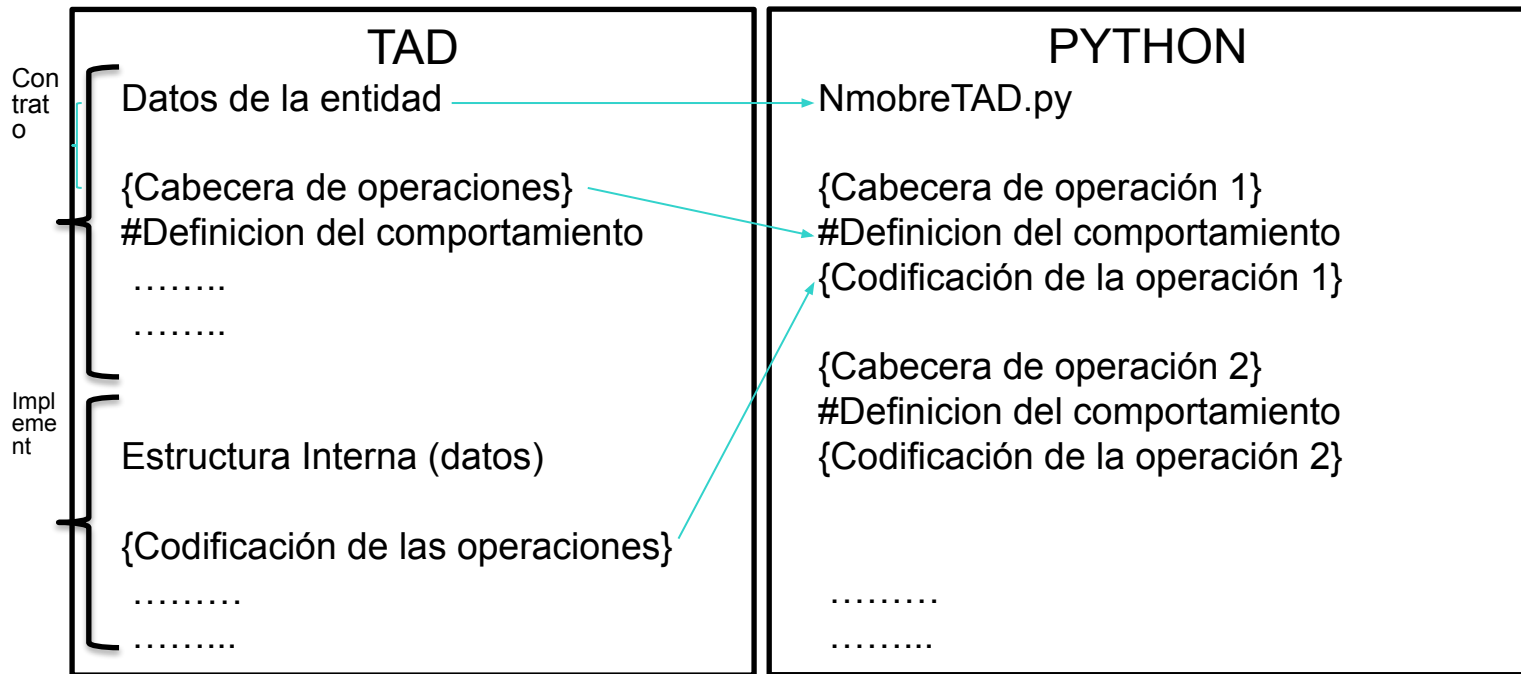 TAD
Con
trat
o
Datos de la entidad
{Cabecera de operaciones}
#Definicion del comportamiento
……..
……..
Impl
eme
nt
Estructura Interna (datos)
{Codificación de las operaciones}
………
……...
PYTHON
NmobreTAD.py
{Cabecera de operación 1}
#Definicion del comportamiento
{Codificación de la operación 1}
{Cabecera de operación 2}
#Definicion del comportamiento
{Codificación de la operación 2}
………
……...